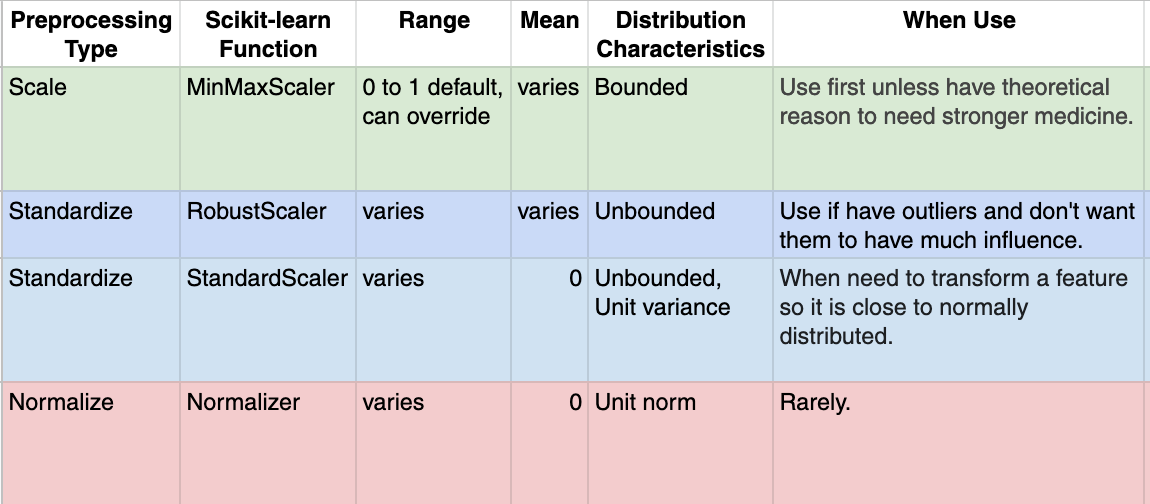 Preprocessing Type Scikit-learn Function Range Mean Distribution Characteristics When Use
Scale MinMaxScaler 0 to 1 default, can override varies Bounded Use first unless have theoretical reason to need stronger medicine.
Standardize RobustScaler varies varies Unbounded Use if have outliers and don't want them to have much influence.
Standardize StandardScaler varies 0 Unbounded, Unit variance When need to transform a feature so it is close to normally distributed.
Normalize Normalizer varies 0 Unit norm Rarely.